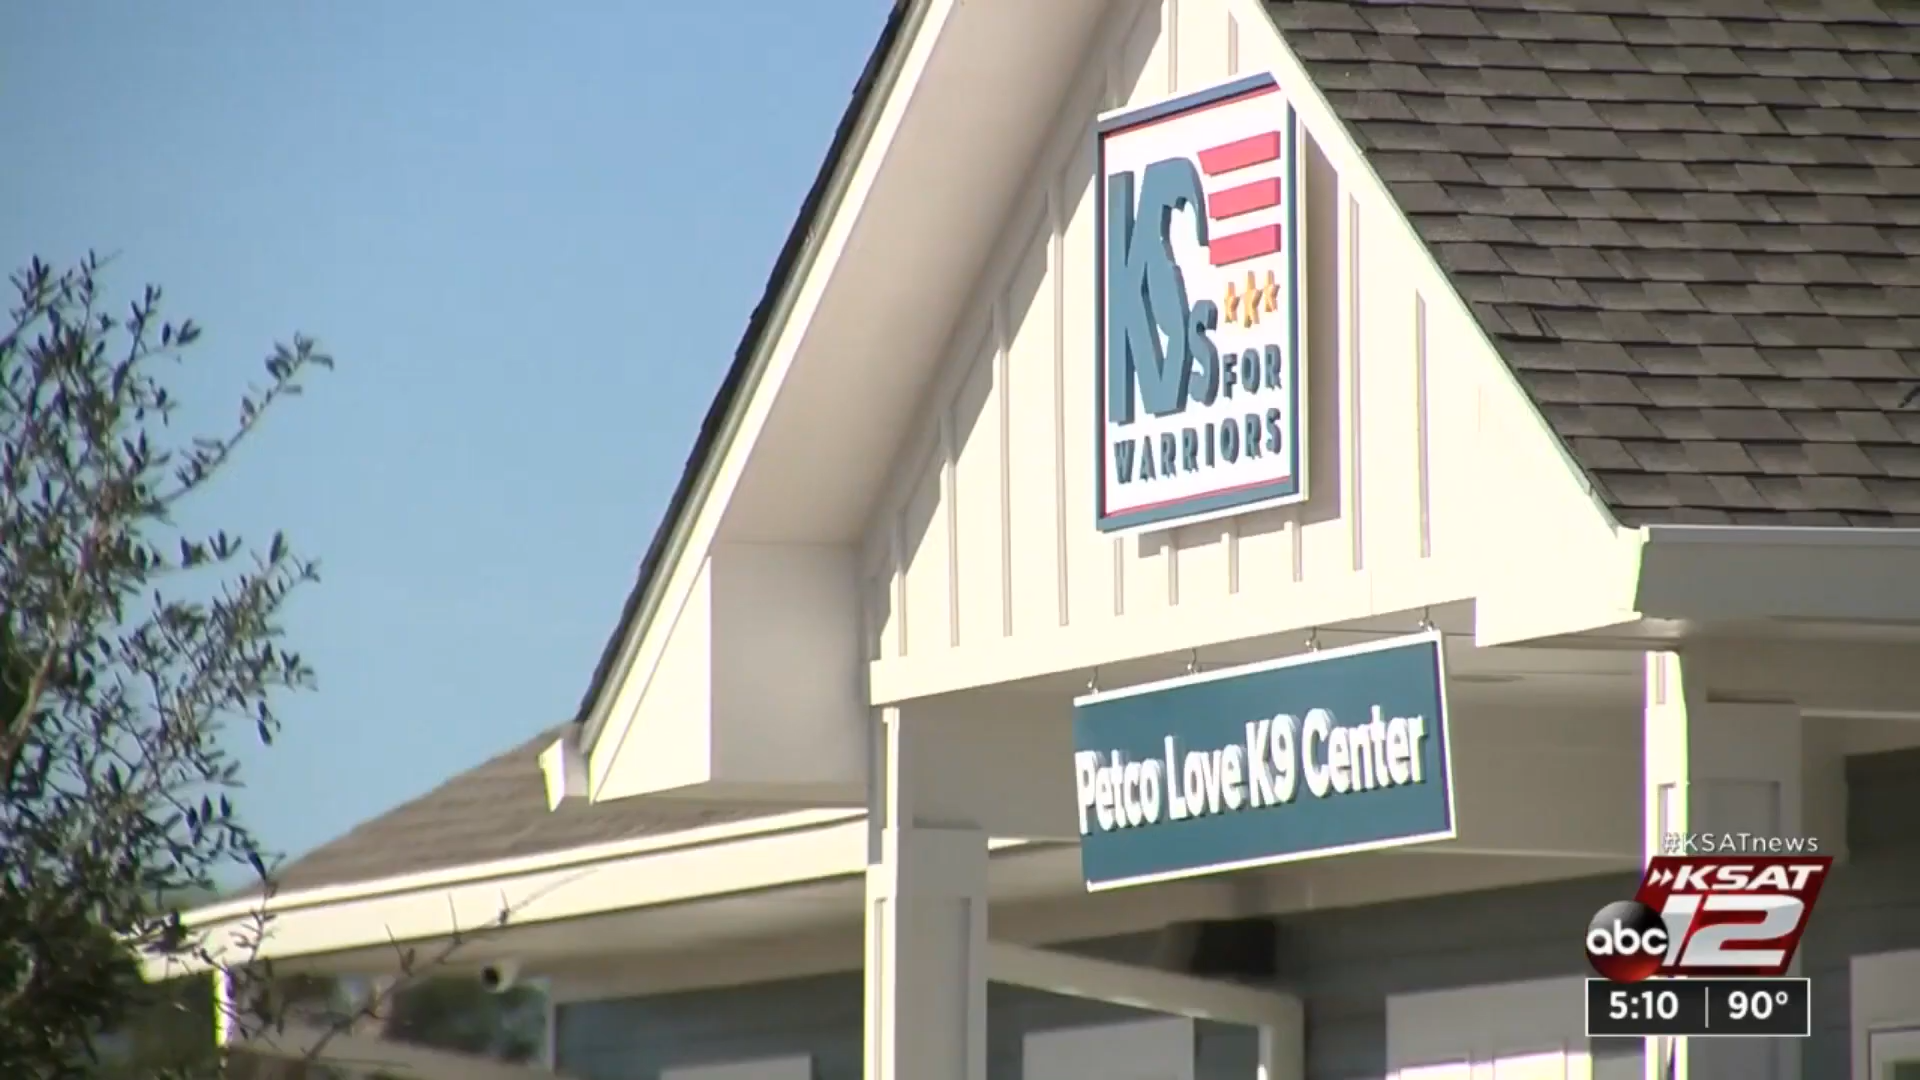 K9s FOR
WARRIORS
Petco Love K9 Center
#KSATnews
KSAT
abc 12
5:10 | 90°